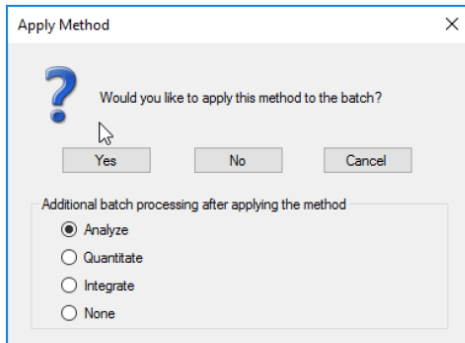 Apply Method
Would you like to apply this method to the batch?
Yes No Cancel
Additional batch processing after applying the method
Analyze
Quantitate
Integrate
None